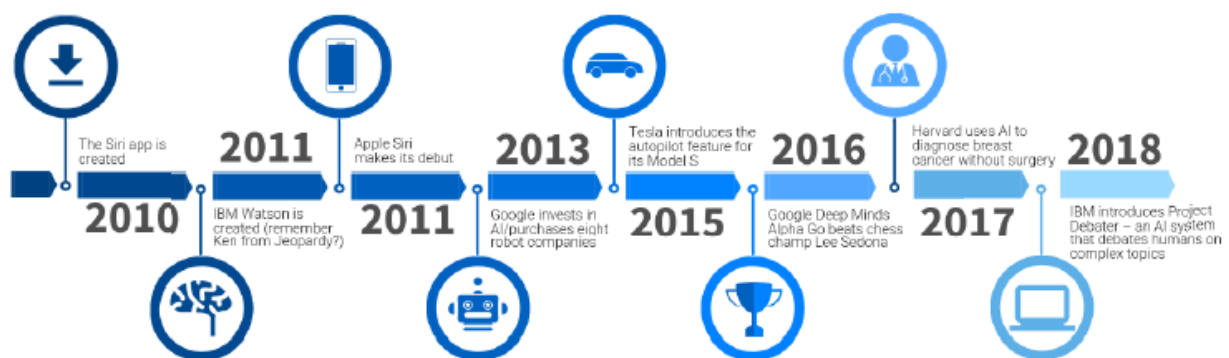 The Siri app is
created
2010
2011
IBM Watson is
created (remember
Ken from Jeopardy?)
Apple Siri
makes its debut
2011
2013
Google invests in
AI/purchases eight
robot companies
Tesla introduces the
autopilot feature for
its Model S
2015
2016
Google Deep Minds
Alpha Go beats chess
champ Lee Sedona
Harvard uses AI to
diagnose breast
cancer without surgery
2017
2018
IBM introduces Project
Debater – an AI system
that debates humans on
complex topics